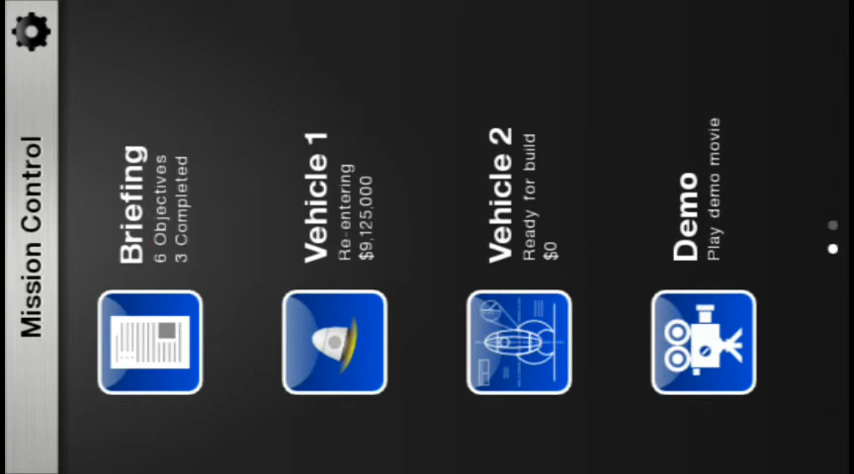 Mission Control
Briefing
6 Objectives
3 Completed
Vehicle 1
Re-entering
$9,125,000
Vehicle 2
Ready for build
$0
Demo
Play demo movie